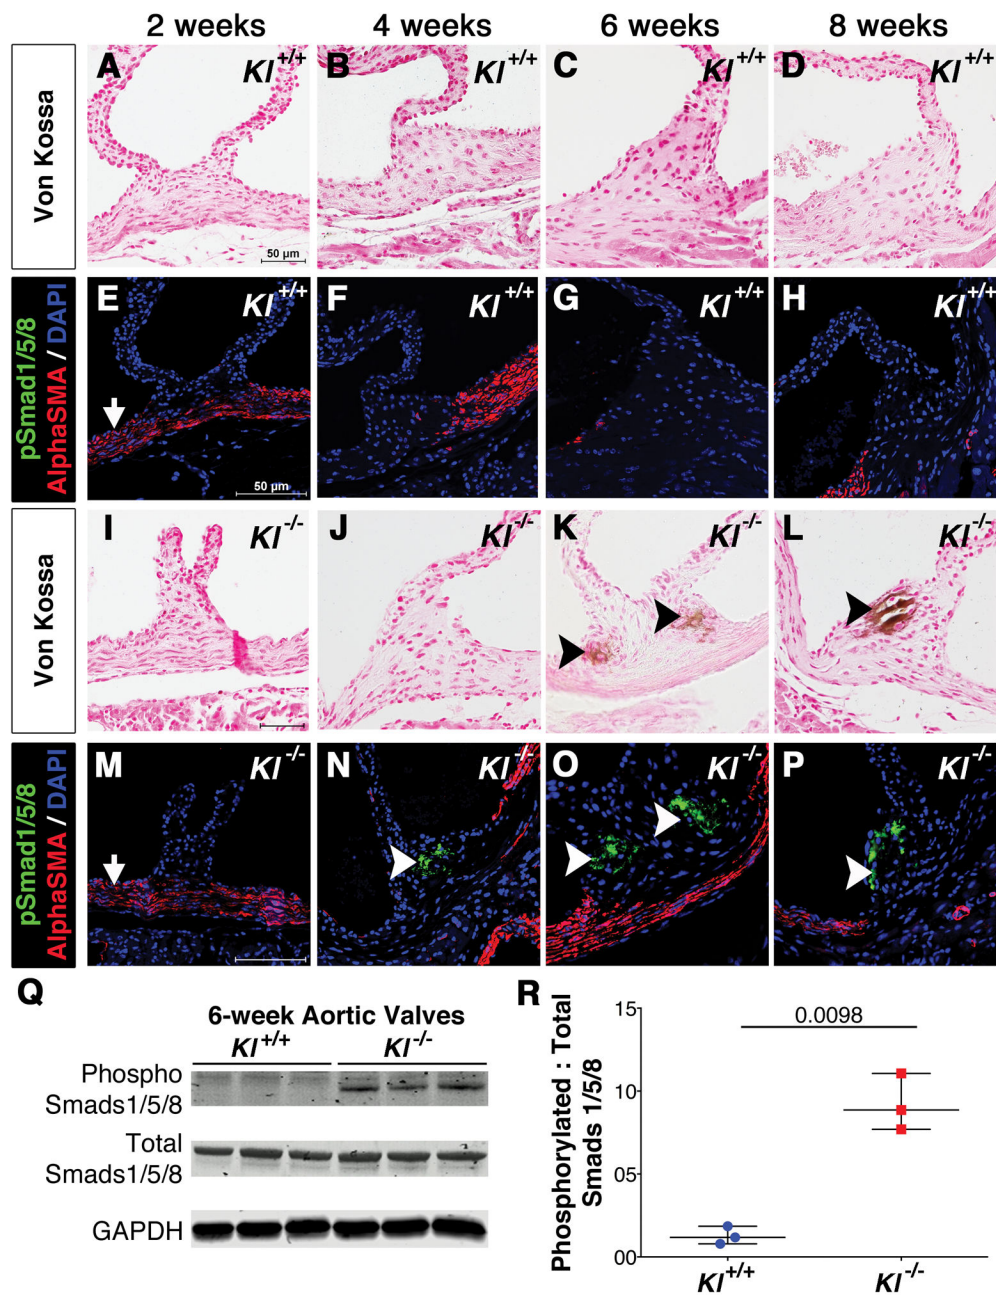 2 weeks 4 weeks 6 weeks 8 weeks
Von Kossa
A Kl+/+ B Kl+/+ C Kl+/+ D Kl+/+
50 µm
pSmad1/5/8
AlphaSMA / DAPI
E Kl+/+ F Kl+/+ G Kl+/+ H Kl+/+
50 µm
Von Kossa
I Kl-/- J Kl-/- K Kl-/- L Kl-/-
pSmad1/5/8
AlphaSMA / DAPI
M Kl-/- N Kl-/- O Kl-/- P Kl-/-
Q
6-week Aortic Valves
Kl+/+ Kl-/-
Phospho
Smads1/5/8
Total
Smads1/5/8
GAPDH
R
Phosphorylated : Total
Smads 1/5/8
15
10
05
00
0.0098
Kl+/+ Kl-/-